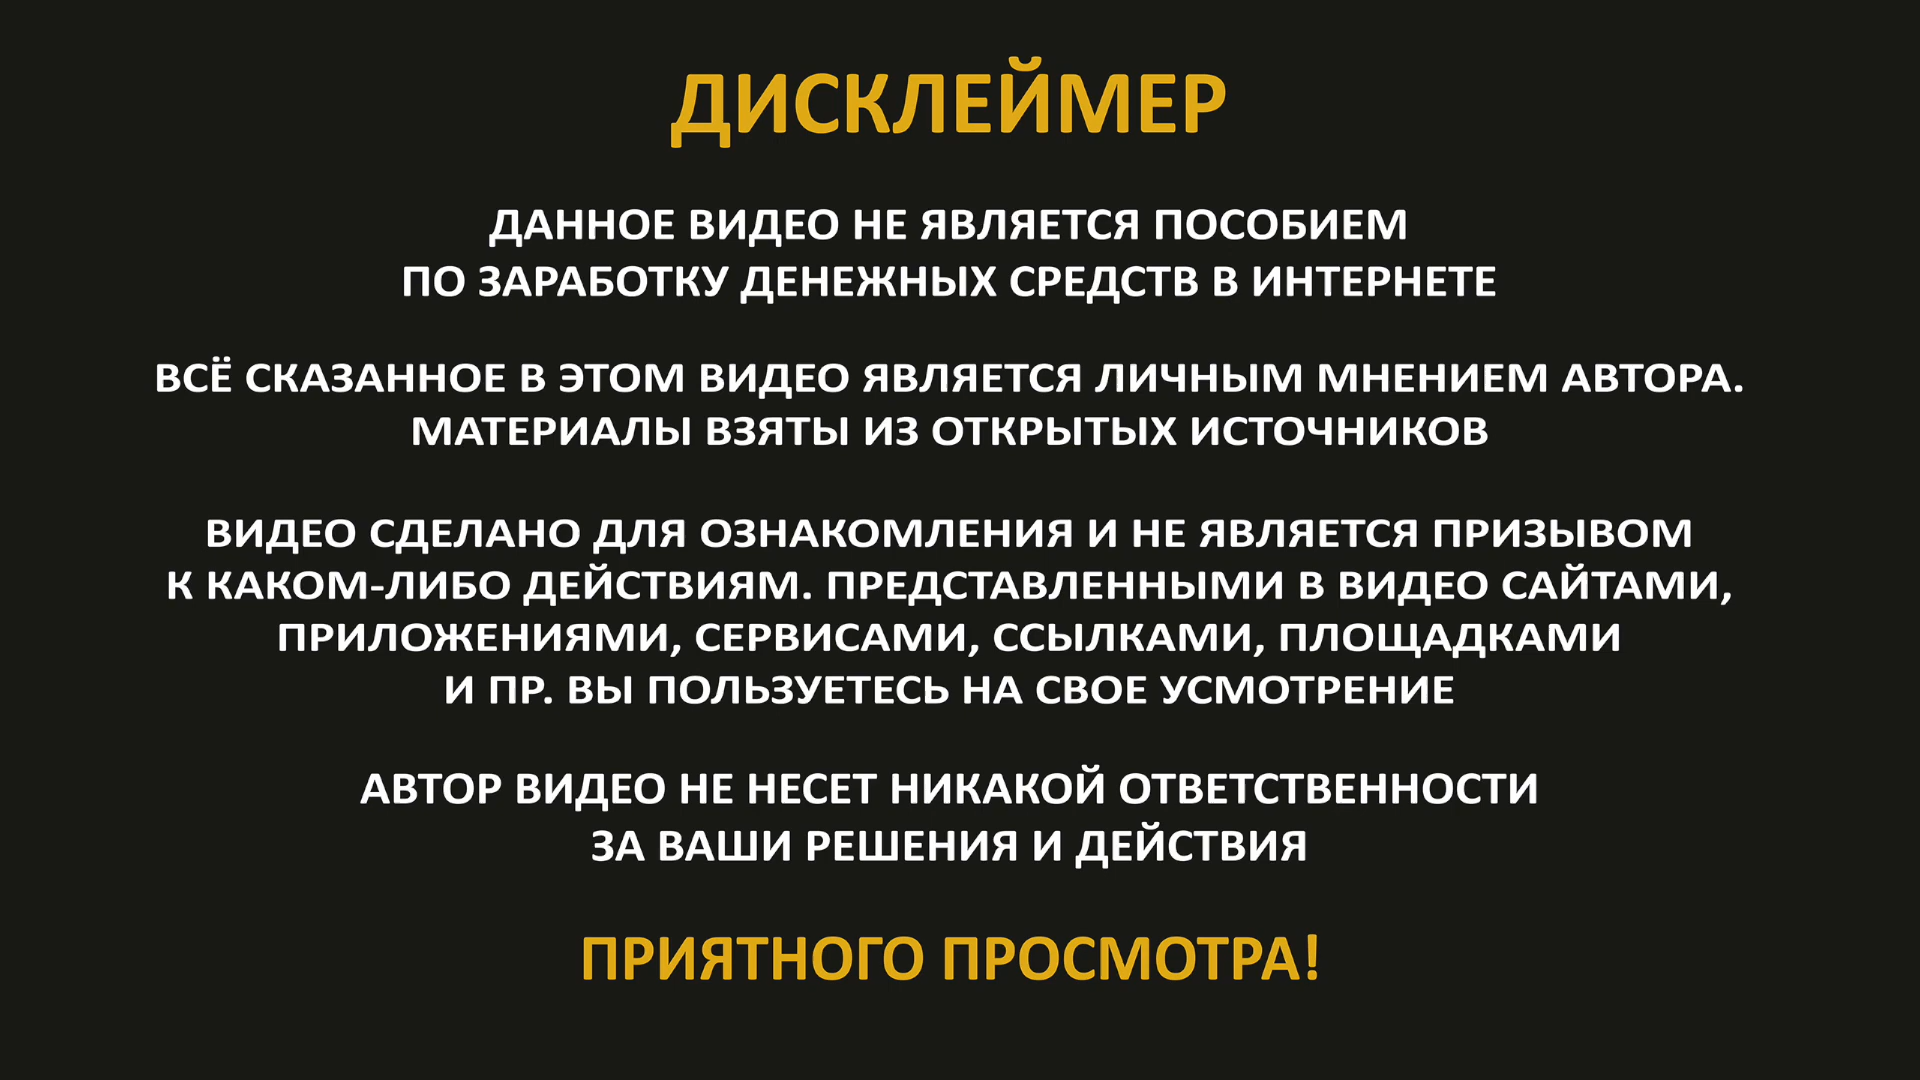 ДИСКЛЕЙМЕР
ДАННОЕ ВИДЕО НЕ ЯВЛЯЕТСЯ ПОСОБИЕМ
ПО ЗАРАБОТКУ ДЕНЕЖНЫХ СРЕДСТВ В ИНТЕРНЕТЕ
ВСЁ СКАЗАННОЕ В ЭТОМ ВИДЕО ЯВЛЯЕТСЯ ЛИЧНЫМ МНЕНИЕМ АВТОРА.
МАТЕРИАЛЫ ВЗЯТЫ ИЗ ОТКРЫТЫХ ИСТОЧНИКОВ
ВИДЕО СДЕЛАНО ДЛЯ ОЗНАКОМЛЕНИЯ И НЕ ЯВЛЯЕТСЯ ПРИЗЫВОМ
К КАКОМ-ЛИБО ДЕЙСТВИЯМ. ПРЕДСТАВЛЕННЫМИ В ВИДЕО САЙТАМИ,
ПРИЛОЖЕНИЯМИ, СЕРВИСАМИ, ССЫЛКАМИ, ПЛОЩАДКАМИ
И ПР. ВЫ ПОЛЬЗУЕТЕСЬ НА СВОЕ УСМОТРЕНИЕ
АВТОР ВИДЕО НЕ НЕСЕТ НИКАКОЙ ОТВЕТСТВЕННОСТИ
ЗА ВАШИ РЕШЕНИЯ И ДЕЙСТВИЯ
ПРИЯТНОГО ПРОСМОТРА!